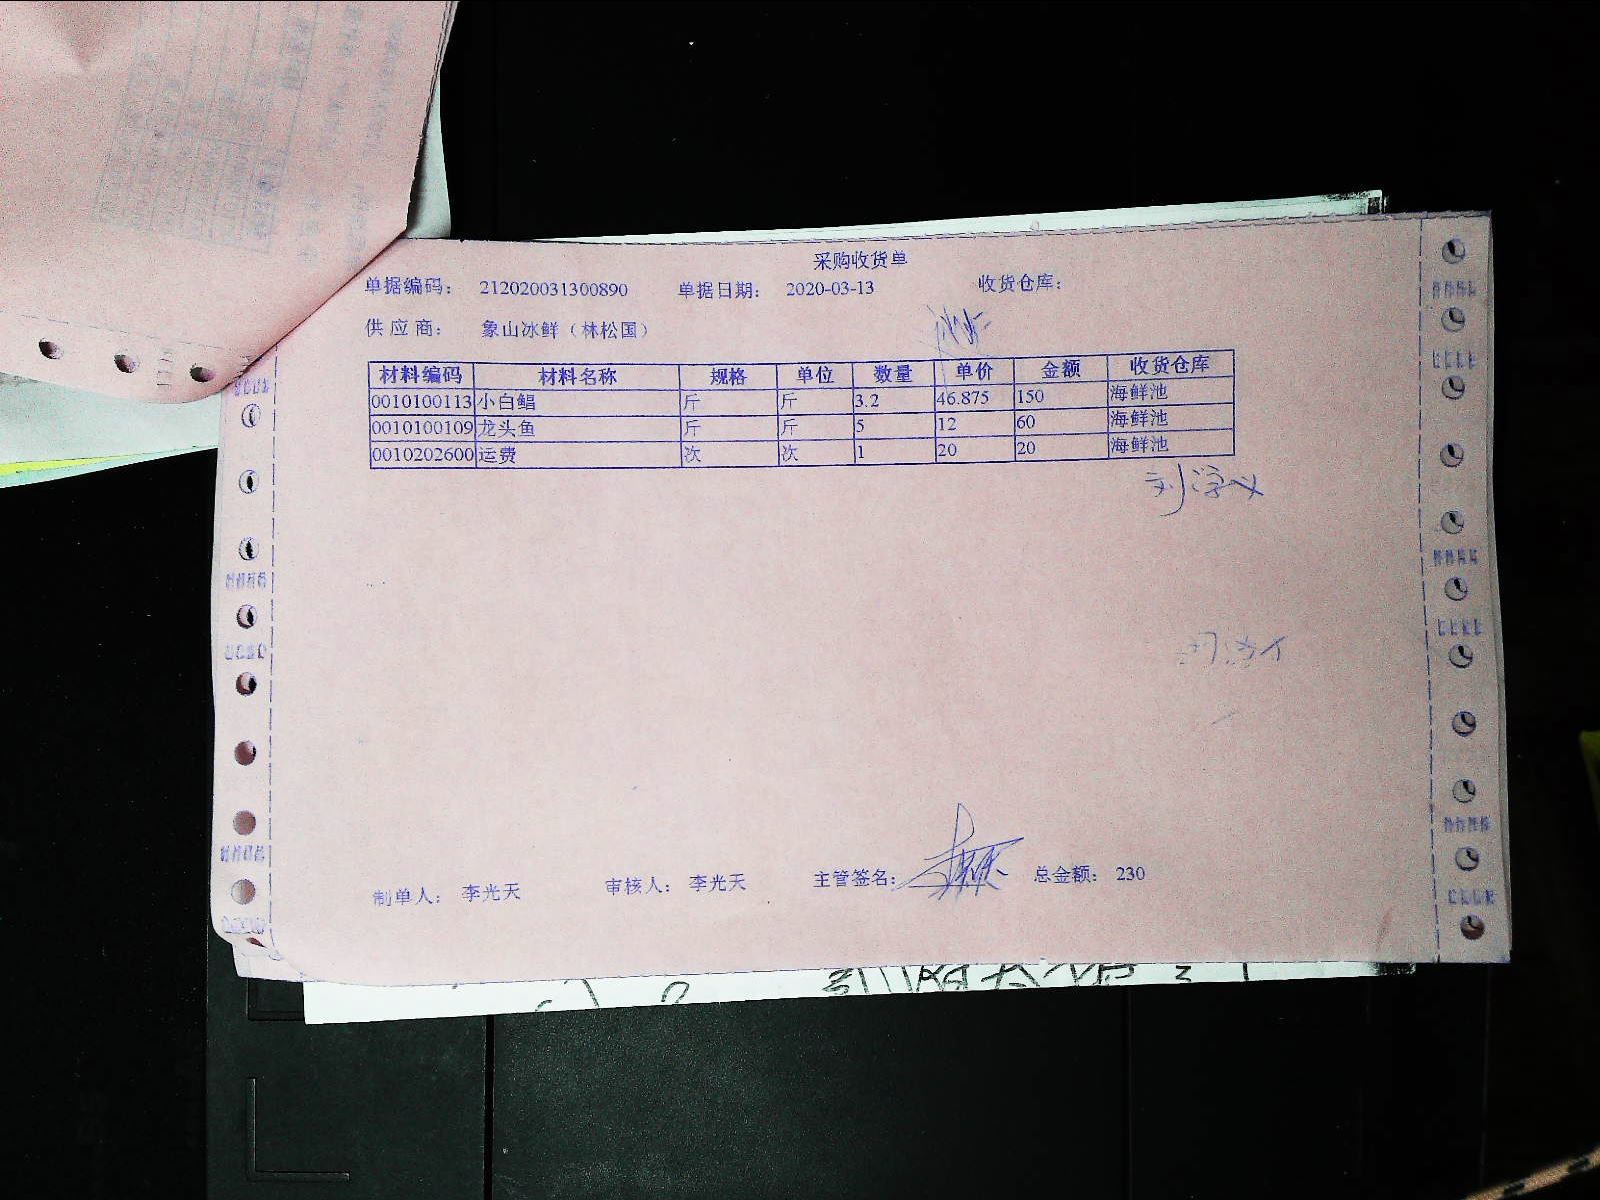 采购收货单
单据编码： 212020031300890 单据日期： 2020-03-13 收货仓库：
供 应 商： 象山冰鲜（林松国）
材料编码 材料名称 规格 单位 数量 单价 金额 收货仓库
0010100113 小白鲳 斤 斤 3.2 46.875 150 海鲜池
0010100109 龙头鱼 斤 斤 5 12 60 海鲜池
0010202600 运费 次 次 1 20 20 海鲜池
制单人： 李光天 审核人： 李光天 主管签名： 总金额： 230